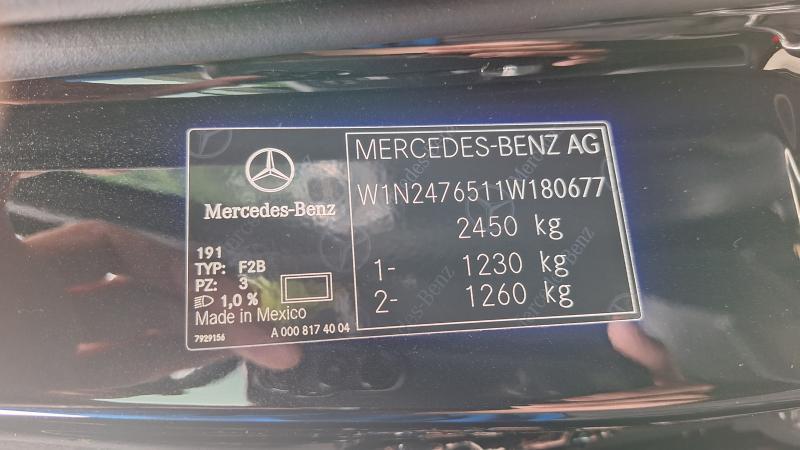 Mercedes-Benz
191
TYP: F2B
PZ: 3
1,0 %
Made in Mexico
7929156
A 000 817 40 04
MERCEDES-BENZ AG
W1N2476511W180677
2450 kg
1- 1230 kg
2- 1260 kg